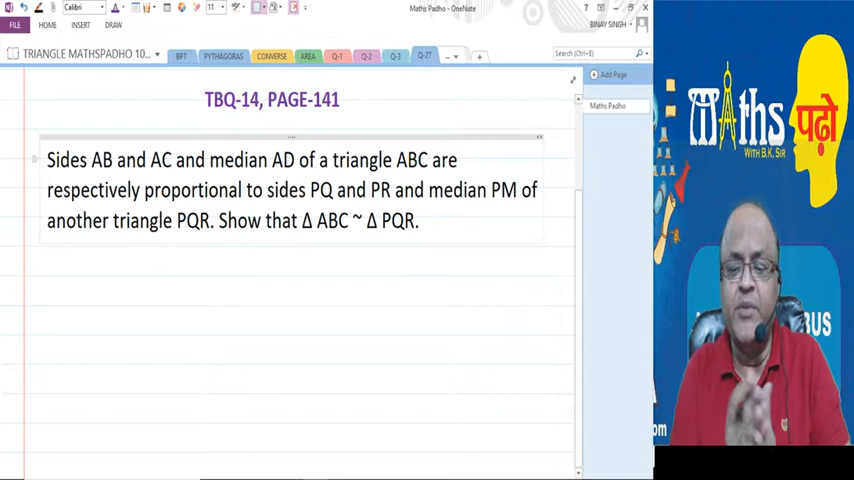 Maths Padho - OneNote
Calibri
11
FILE
HOME
INSERT
DRAW
BINAY SINGH
TRIANGLE MATHSPADHO 10...
BPT
PYTHAGORAS
CONVERSE
AREA
Q-1
Q-2
Q-3
Q-27
Search (Ctrl+E)
Add Page
Maths Padho
TBQ-14, PAGE-141
Sides AB and AC and median AD of a triangle ABC are
respectively proportional to sides PQ and PR and median PM of
another triangle PQR. Show that Δ ABC ~ Δ PQR.
Maths
पढ़ो
WITH B.K. SIR
BUS
om